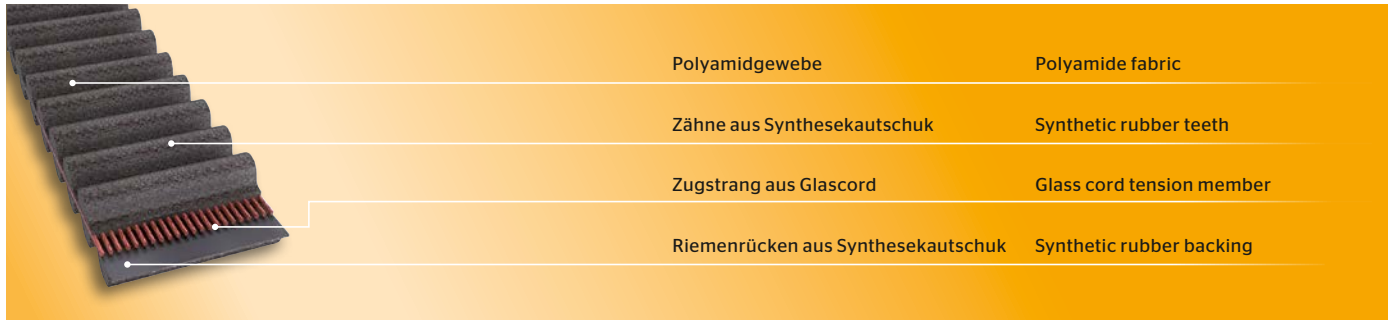 Polyamidgewebe Polyamide fabric
Zähne aus Synthesekautschuk Synthetic rubber teeth
Zugstrang aus Glascord Glass cord tension member
Riemenrücken aus Synthesekautschuk Synthetic rubber backing